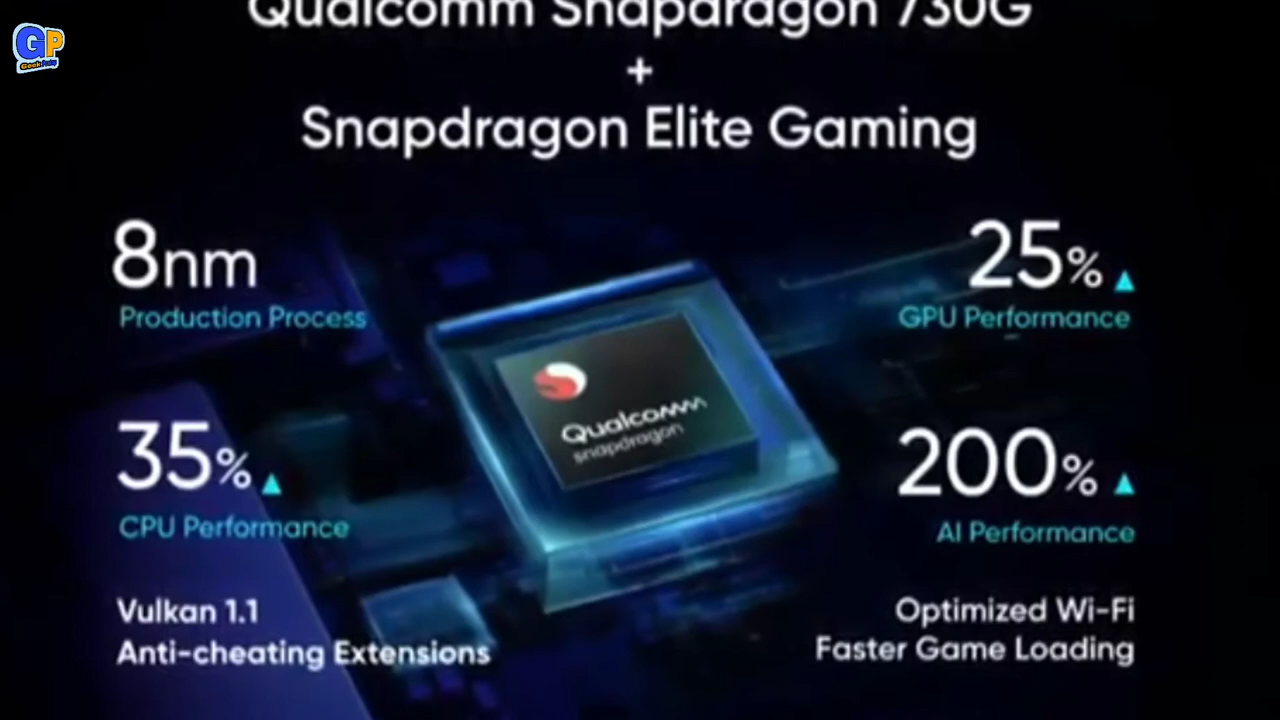 GP
Qualcomm Snapdragon 730G
+
Snapdragon Elite Gaming
8nm
Production Process
25% ▲
GPU Performance
Qualcomm
snapdragon
35% ▲
CPU Performance
200% ▲
AI Performance
Vulkan 1.1
Anti-cheating Extensions
Optimized Wi-Fi
Faster Game Loading